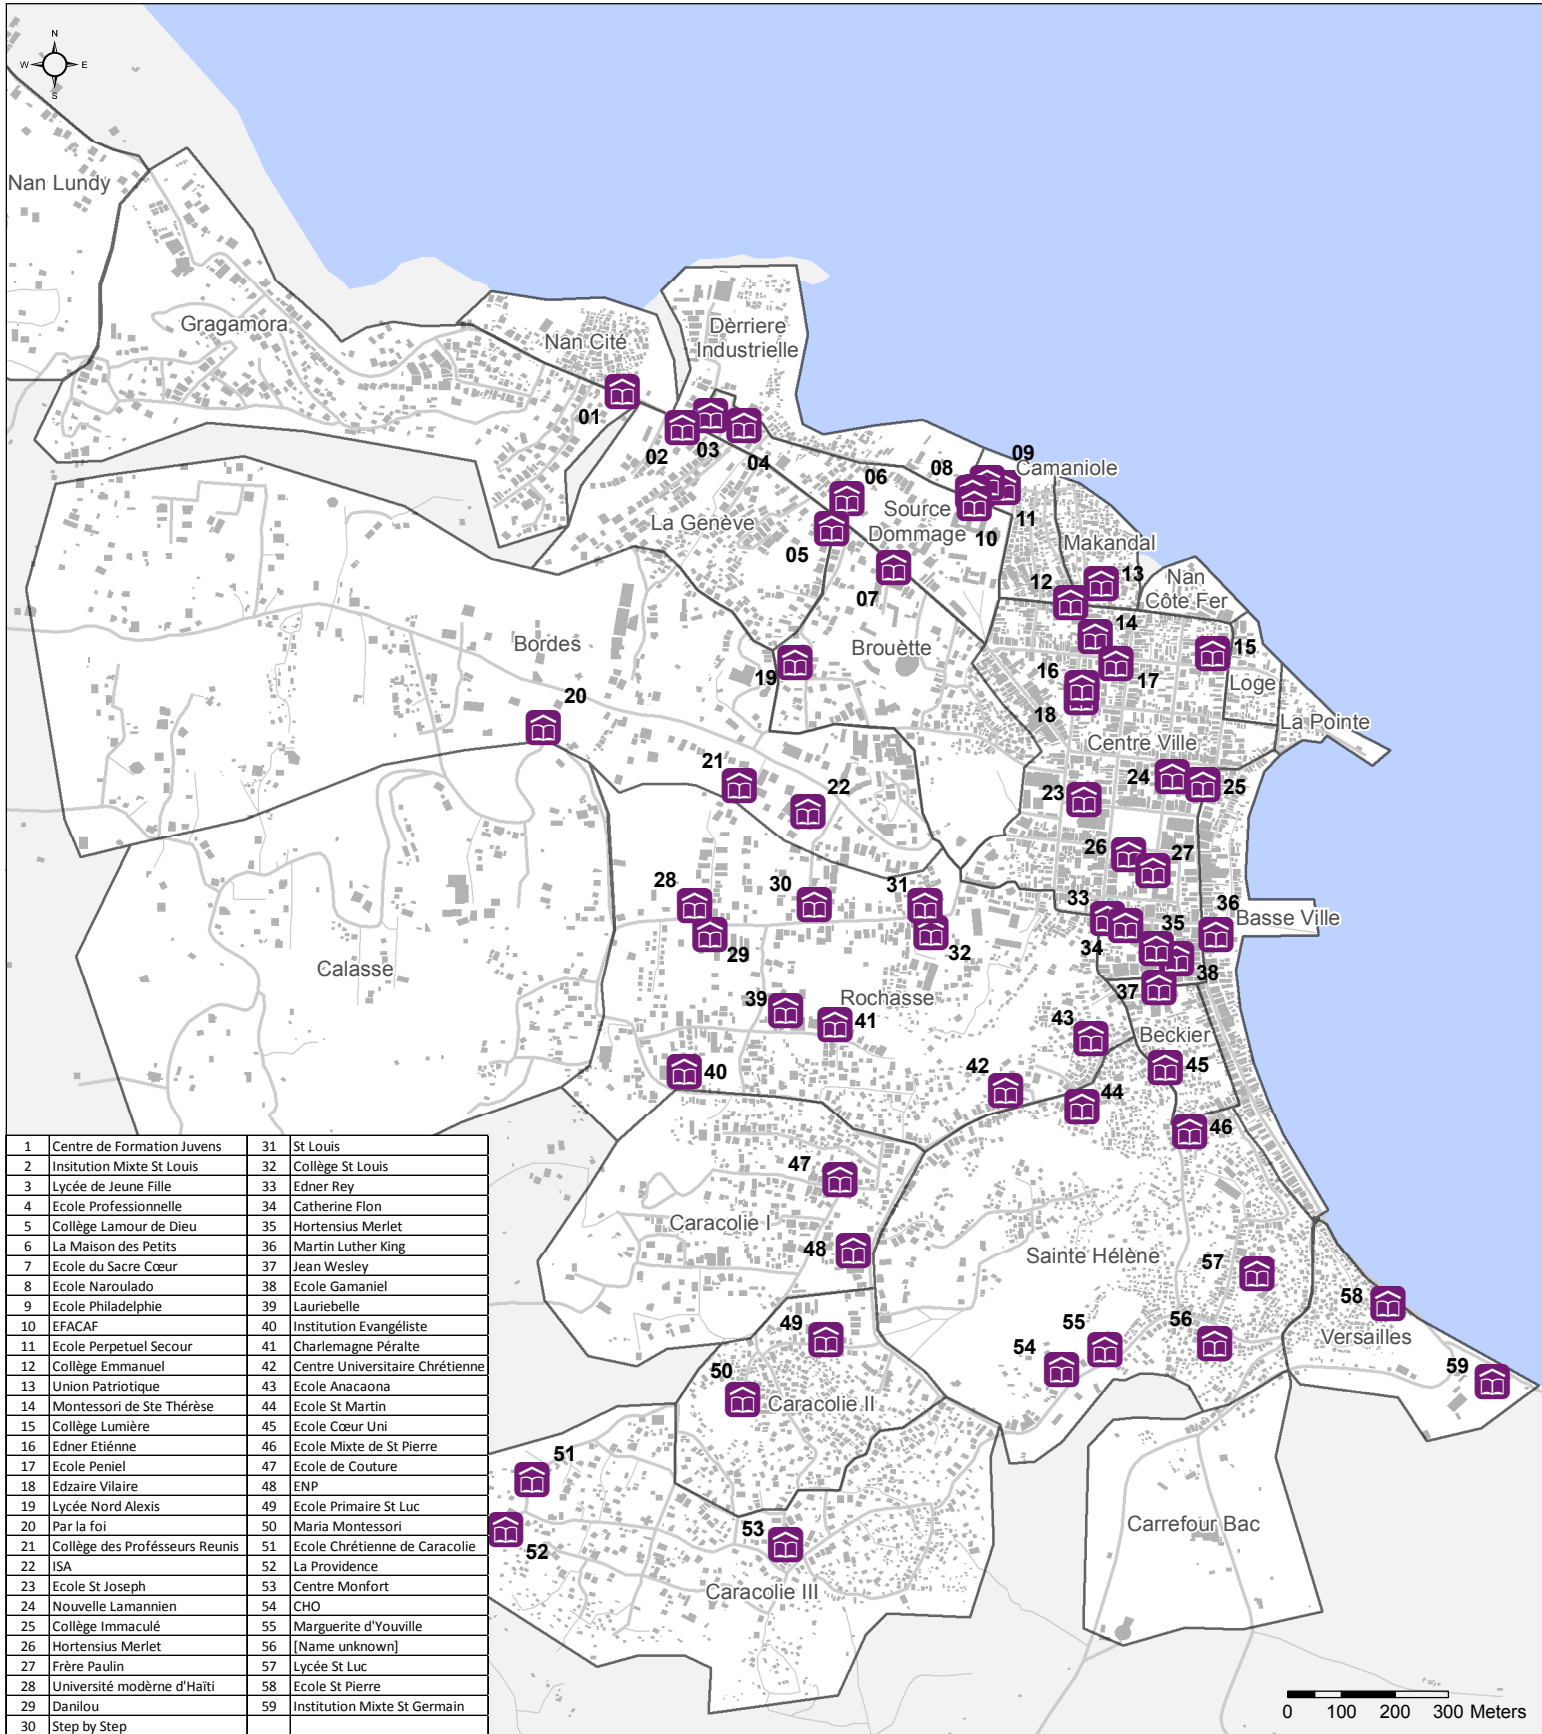 N
W E
S
Nan Lundy
Gragamora
Nan Cité
Dèrriere
Industrielle
01
02
03
04
La Genève
05
06
Source
Dommage
07
08
09
Camaniole
10
11
Makandal
12
13
Nan
Côte Fer
14
15
Loge
La Pointe
16
17
18
Centre Ville
Bordes
Brouètte
19
20
21
22
23
24
25
26
27
28
29
30
31
32
33
34
35
36
Basse Ville
37
38
Calasse
Rochasse
39
40
41
42
43
Beckier
44
45
46
47
Caracolie I
48
Sainte Hélène
49
50
Caracolie II
51
52
53
Caracolie III
54
55
56
57
58
Versailles
59
Carrefour Bac
1 Centre de Formation Juvens 31 St Louis
2 Insitution Mixte St Louis 32 Collège St Louis
3 Lycée de Jeune Fille 33 Edner Rey
4 Ecole Professionnelle 34 Catherine Flon
5 Collège Lamour de Dieu 35 Hortensius Merlet
6 La Maison des Petits 36 Martin Luther King
7 Ecole du Sacre Cœur 37 Jean Wesley
8 Ecole Naroulado 38 Ecole Gamaniel
9 Ecole Philadelphie 39 Lauriebelle
10 EFACAF 40 Institution Evangéliste
11 Ecole Perpetuel Secour 41 Charlemagne Péralte
12 Collège Emmanuel 42 Centre Universitaire Chrétienne
13 Union Patriotique 43 Ecole Anacaona
14 Montessori de Ste Thérèse 44 Ecole St Martin
15 Collège Lumière 45 Ecole Cœur Uni
16 Edner Etiénne 46 Ecole Mixte de St Pierre
17 Ecole Peniel 47 Ecole de Couture
18 Edzaire Vilaire 48 ENP
19 Lycée Nord Alexis 49 Ecole Primaire St Luc
20 Par la foi 50 Maria Montessori
21 Collège des Profésseurs Reunis 51 Ecole Chrétienne de Caracolie
22 ISA 52 La Providence
23 Ecole St Joseph 53 Centre Monfort
24 Nouvelle Lamannien 54 CHO
25 Collège Immaculé 55 Marguerite d'Youville
26 Hortensius Merlet 56 [Name unknown]
27 Frère Paulin 57 Lycée St Luc
28 Université modèrne d'Haïti 58 Ecole St Pierre
29 Danilou 59 Institution Mixte St Germain
30 Step by Step
0 100 200 300 Meters